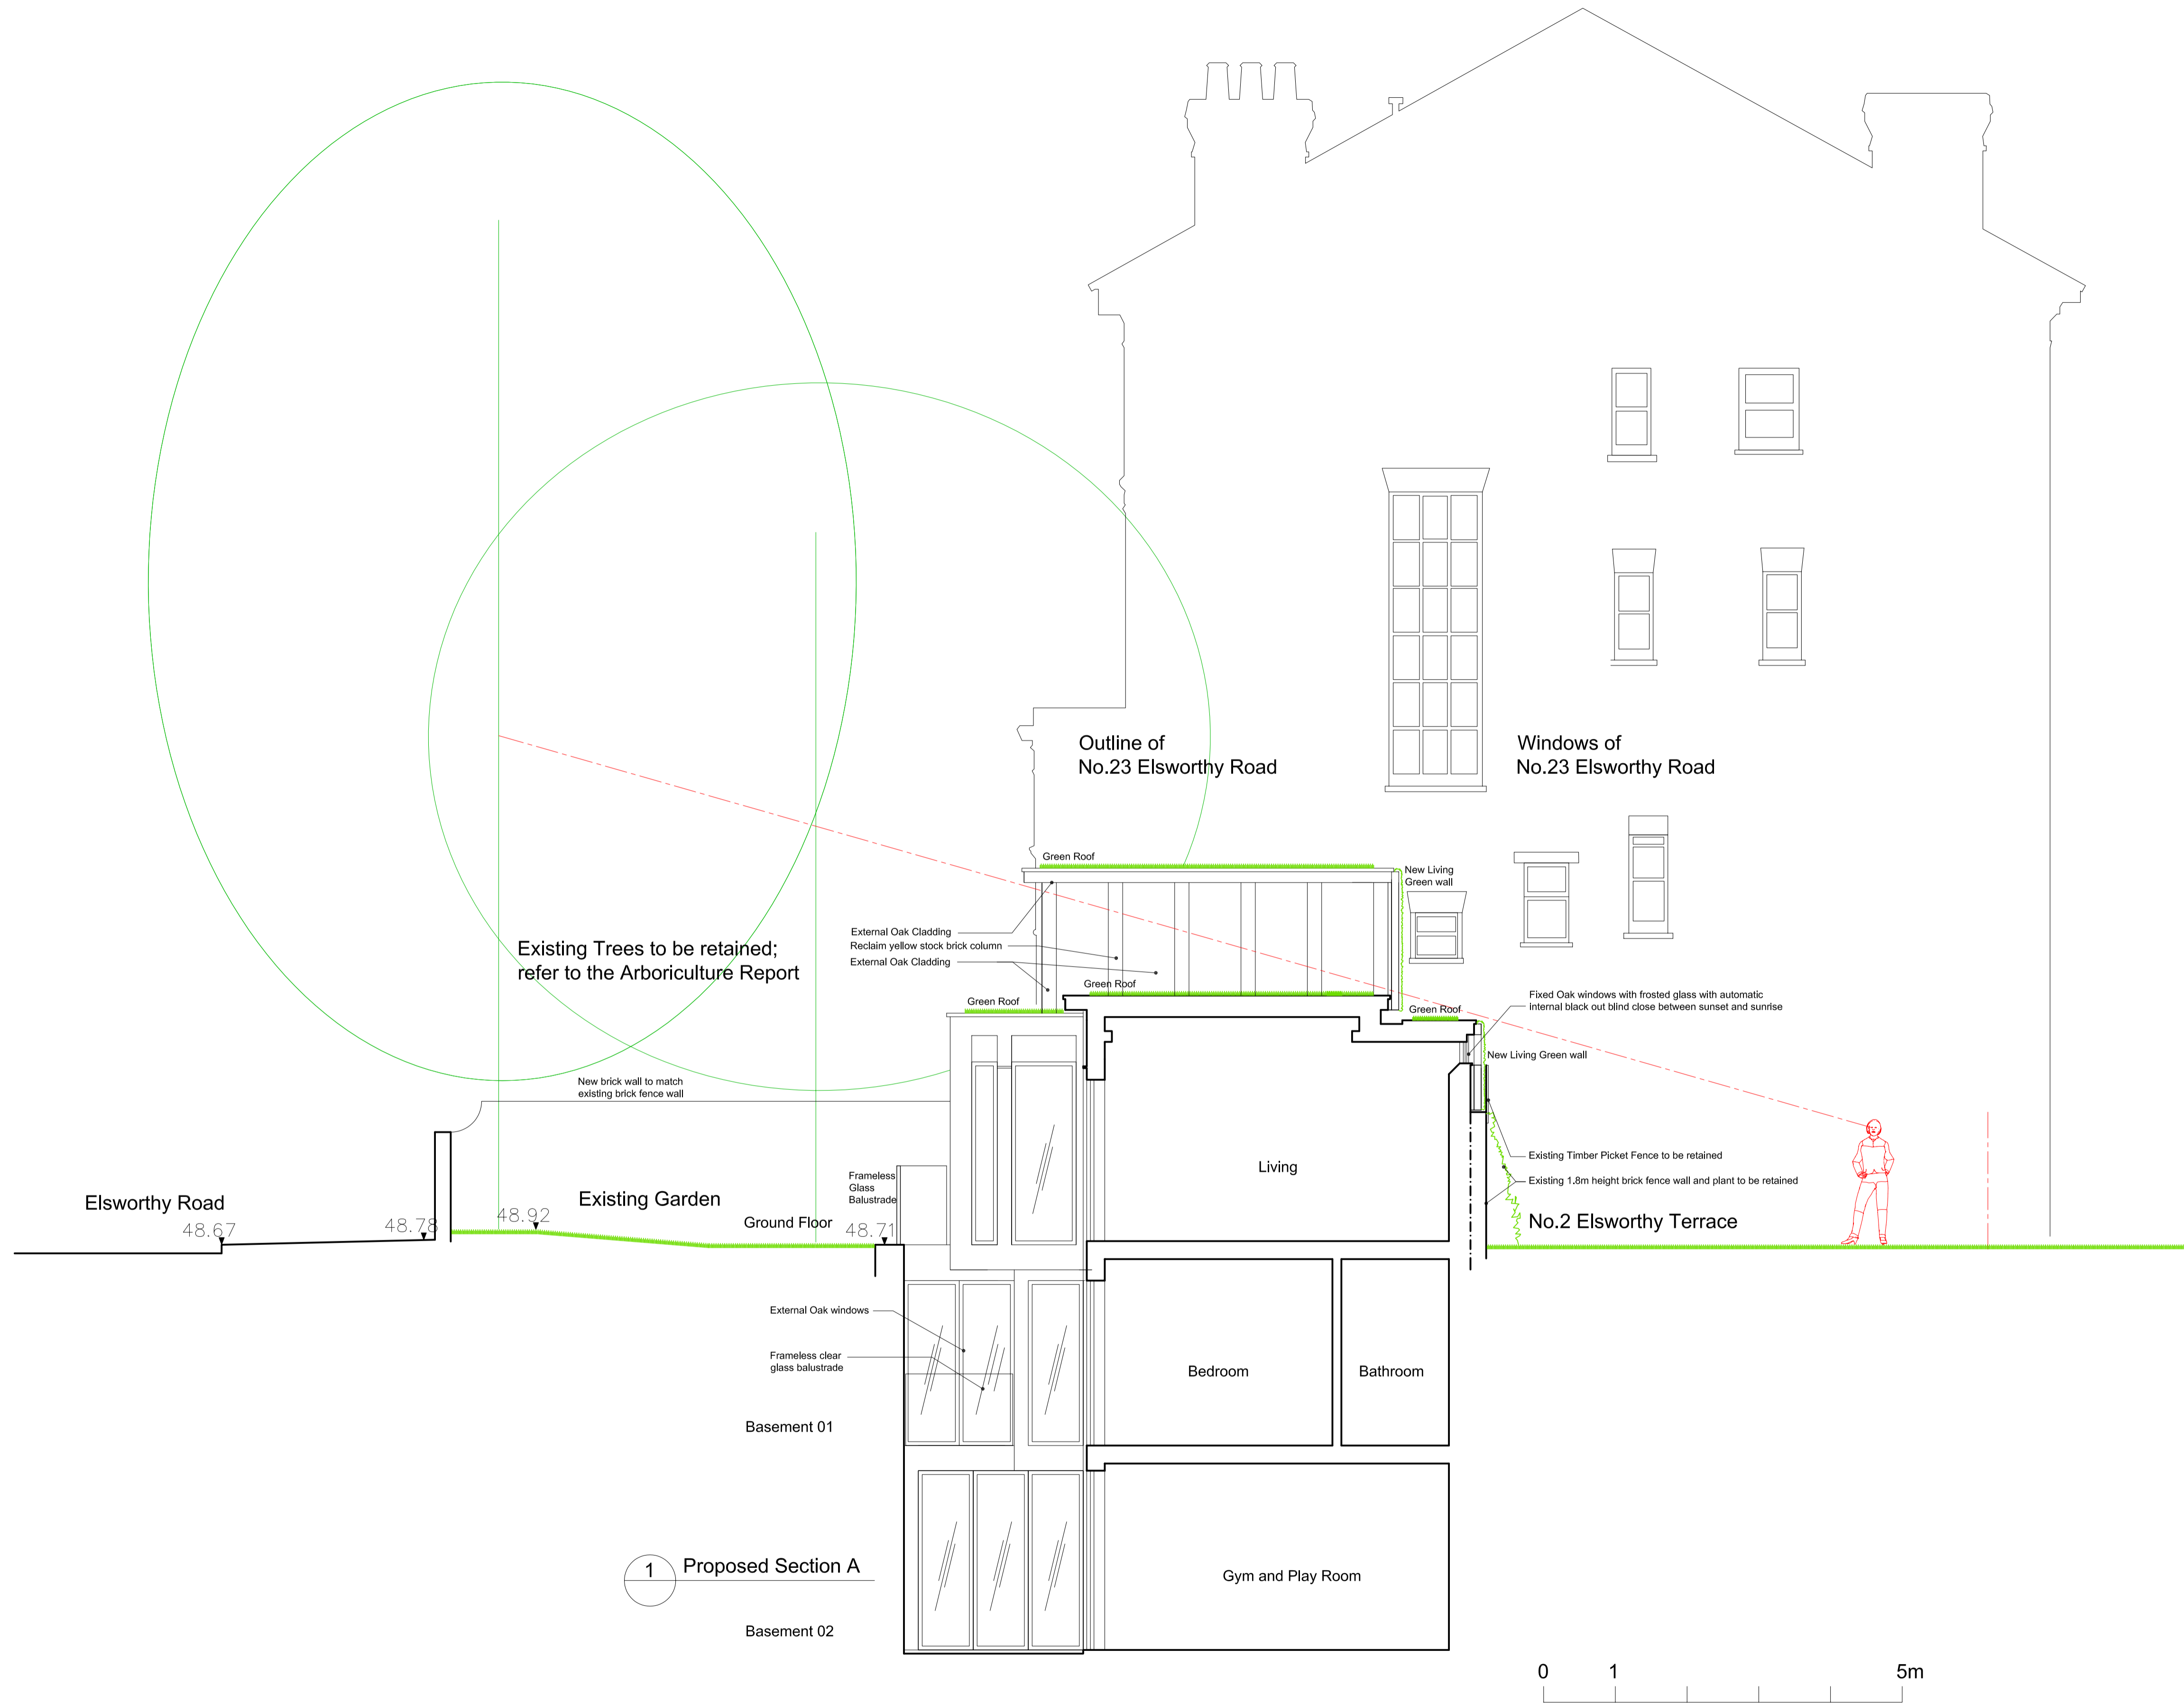 Outline of
No.23 Elsworthy Road
Windows of
No.23 Elsworthy Road
Green Roof
New Living
Green wall
External Oak Cladding
Reclaim yellow stock brick column
External Oak Cladding
Existing Trees to be retained;
refer to the Arboriculture Report
Green Roof
Green Roof
Green Roof
Fixed Oak windows with frosted glass with automatic
internal black out blind close between sunset and sunrise
New Living Green wall
New brick wall to match
existing brick fence wall
Existing Timber Picket Fence to be retained
Existing 1.8m height brick fence wall and plant to be retained
No.2 Elsworthy Terrace
Living
Frameless
Glass
Balustrade
Elsworthy Road
Existing Garden
Ground Floor
48.67
48.78
48.92
48.71
External Oak windows
Frameless clear
glass balustrade
Bedroom
Bathroom
Basement 01
1
Proposed Section A
Gym and Play Room
Basement 02
0 1 5m